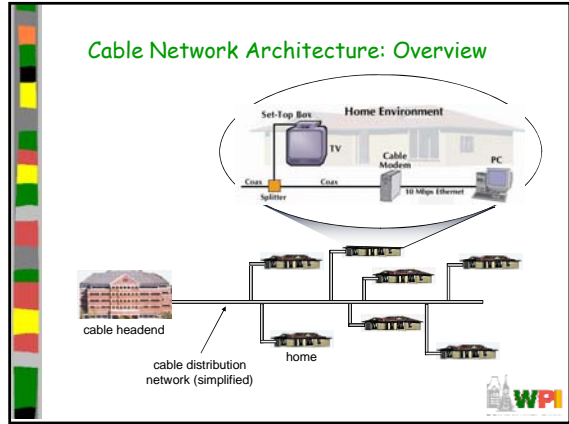 Cable Network Architecture: Overview
Home Environment
Set-Top Box
TV
Cable
Modem
PC
Coax
Coax
10 Mbps Ethernet
Splitter
cable headend
home
cable distribution
network (simplified)
WPI